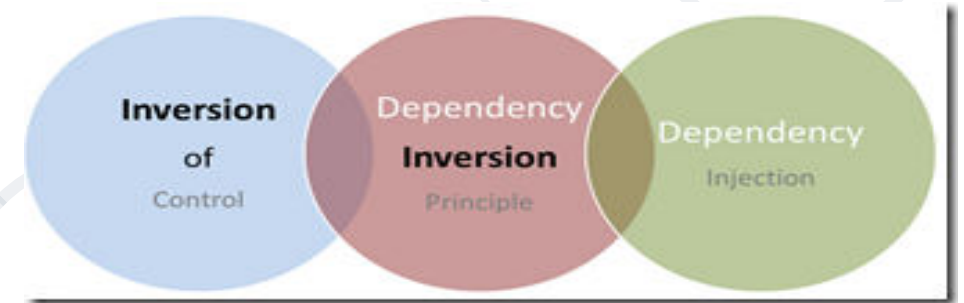 Inversion
of
Control
Dependency
Inversion
Principle
Dependency
Injection